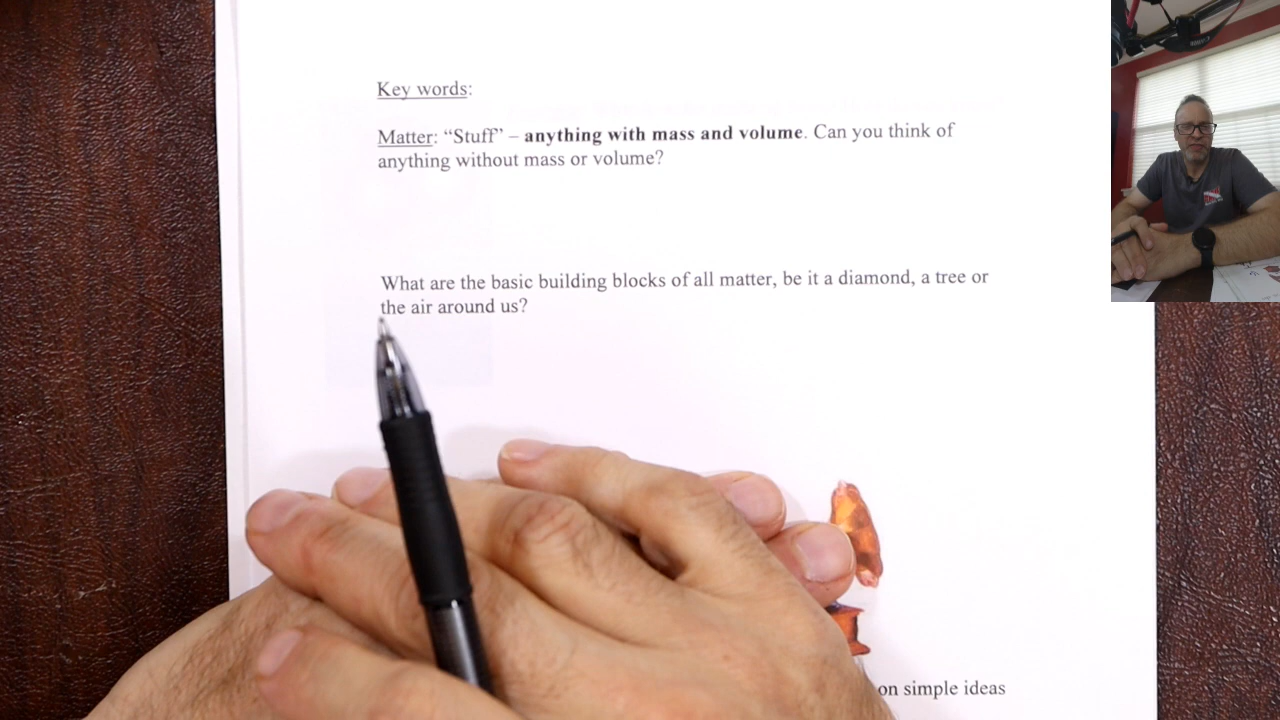 Key words:
Matter: “Stuff” – anything with mass and volume. Can you think of
anything without mass or volume?
What are the basic building blocks of all matter, be it a diamond, a tree or
the air around us?
on simple ideas